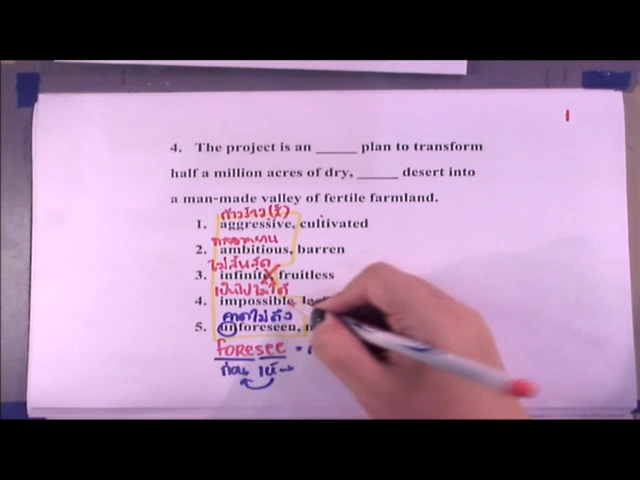 1
4. The project is an ______ plan to transform
half a million acres of dry, ______ desert into
a man-made valley of fertile farmland.
ก้าวร้าว
1. aggressive, cultivated
ทะเยอทะยาน
2. ambitious, barren
ไม่สิ้นสุด
3. infinite, fruitless
เป็นไปไม่ได้
4. impossible,
คาดไม่ถึง
5. unforeseen,
foresee
ก่อน เห็น